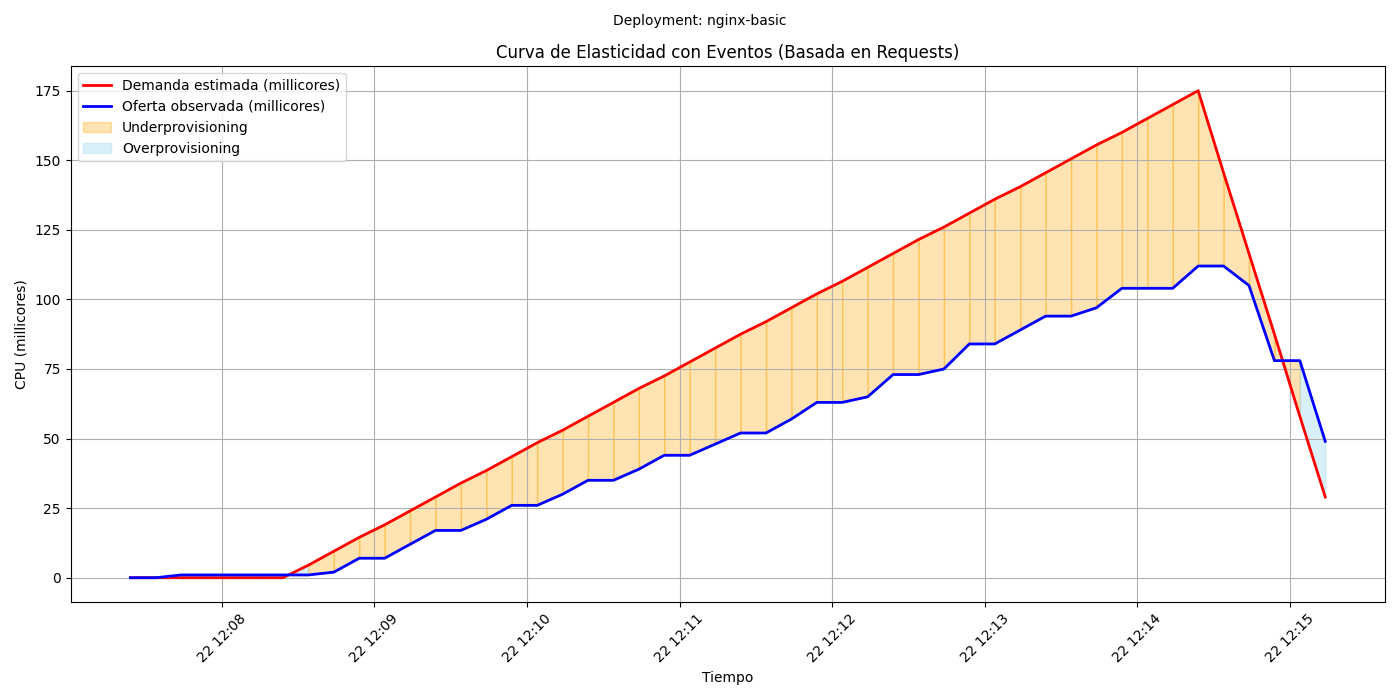 Deployment: nginx-basic
Curva de Elasticidad con Eventos (Basada en Requests)
Demanda estimada (millicores)
Oferta observada (millicores)
Underprovisioning
Overprovisioning
CPU (millicores)
175
150
125
100
75
50
25
0
22 12:08
22 12:09
22 12:10
22 12:11
22 12:12
22 12:13
22 12:14
22 12:15
Tiempo